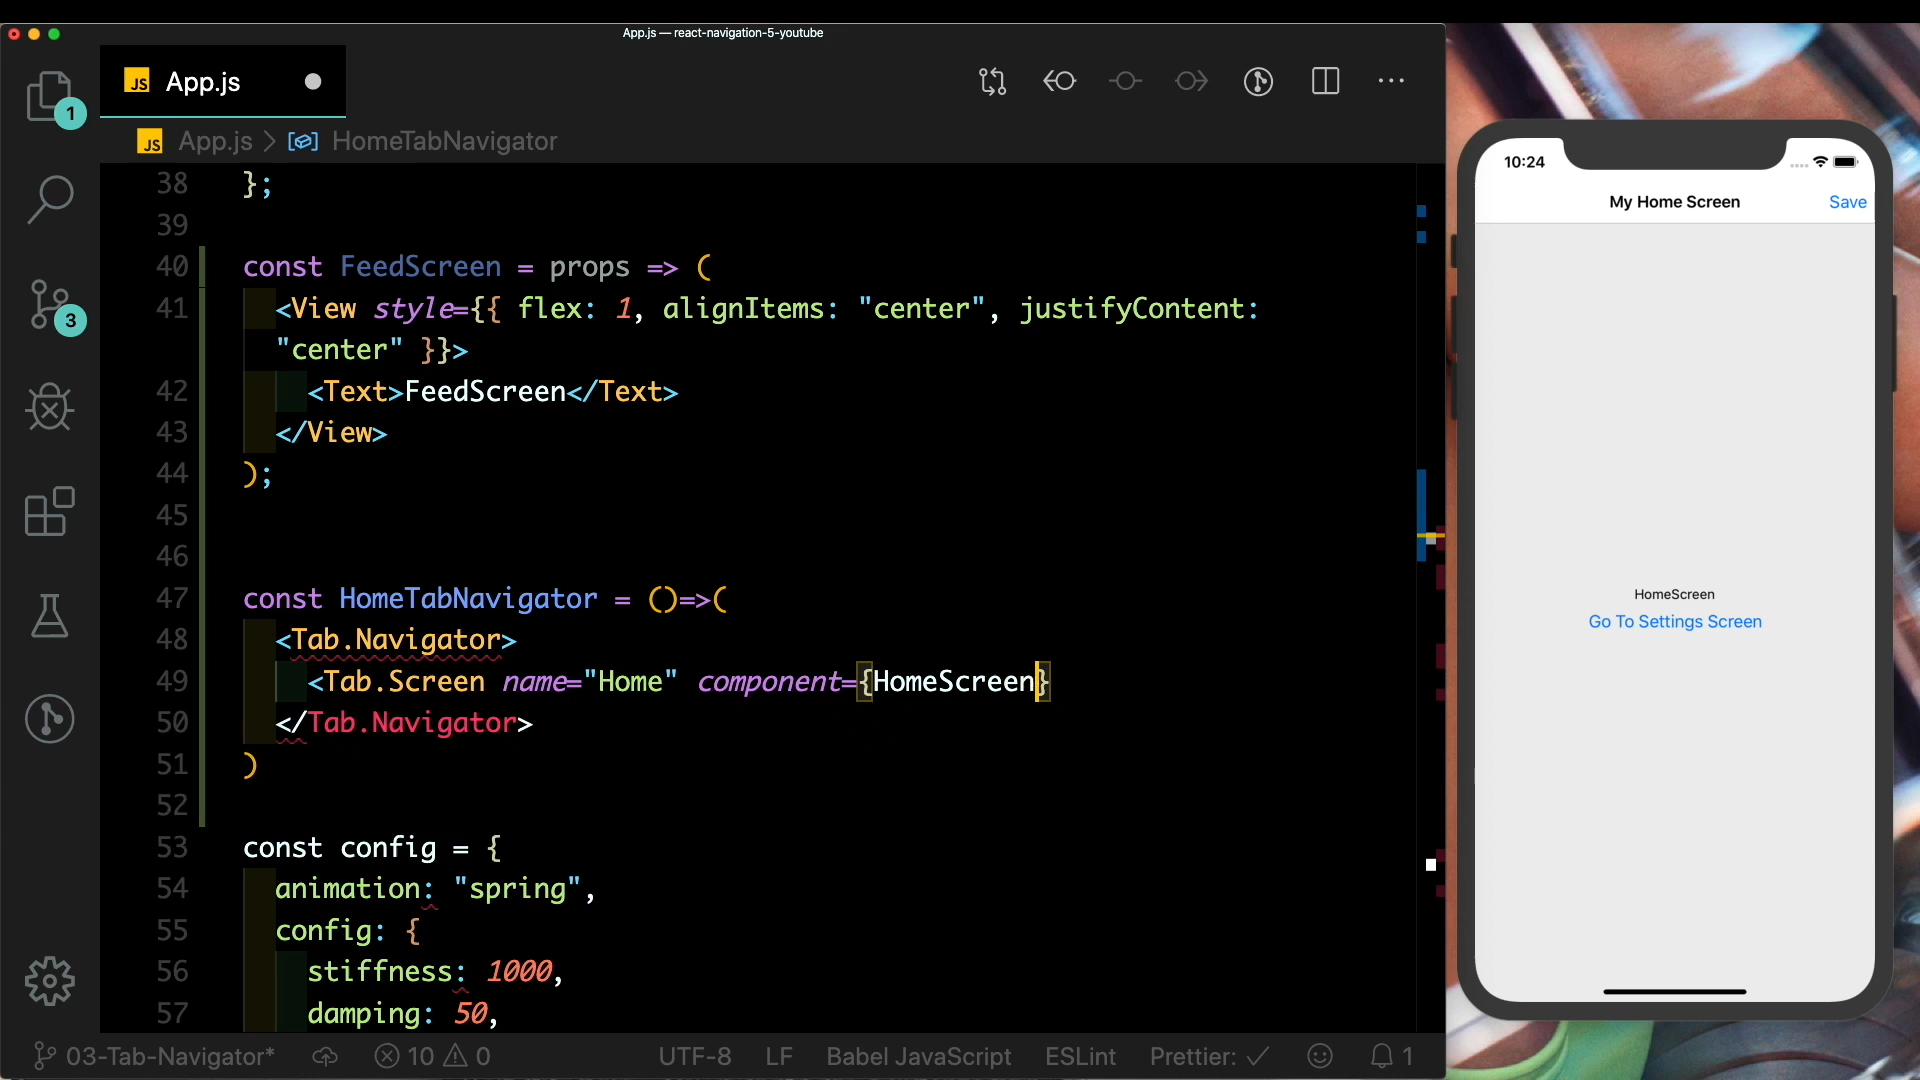 App.js — react-navigation-5-youtube
JS App.js
1
JS App.js > HomeTabNavigator
38 };
39
40 const FeedScreen = props => (
41 <View style={{ flex: 1, alignItems: "center", justifyContent:
"center" }}>
42 <Text>FeedScreen</Text>
43 </View>
44 );
45
46
47 const HomeTabNavigator = ()=>(
48 <Tab.Navigator>
49 <Tab.Screen name="Home" component={HomeScreen}
50 </Tab.Navigator>
51 )
52
53 const config = {
54 animation: "spring",
55 config: {
56 stiffness: 1000,
57 damping: 50,
3
03-Tab-Navigator* 10 0 UTF-8 LF Babel JavaScript ESLint Prettier: ✓ 1
10:24
My Home Screen Save
HomeScreen
Go To Settings Screen